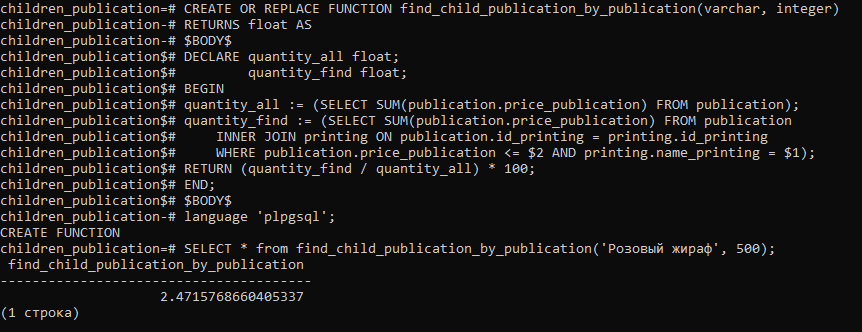 children_publication=# CREATE OR REPLACE FUNCTION find_child_publication_by_publication(varchar, integer)
children_publication-# RETURNS float AS
children_publication-# $BODY$
children_publication$# DECLARE quantity_all float;
children_publication$#         quantity_find float;
children_publication$# BEGIN
children_publication$# quantity_all := (SELECT SUM(publication.price_publication) FROM publication);
children_publication$# quantity_find := (SELECT SUM(publication.price_publication) FROM publication
children_publication$#     INNER JOIN printing ON publication.id_printing = printing.id_printing
children_publication$#     WHERE publication.price_publication <= $2 AND printing.name_printing = $1);
children_publication$# RETURN (quantity_find / quantity_all) * 100;
children_publication$# END;
children_publication$# $BODY$
children_publication-# language 'plpgsql';
CREATE FUNCTION
children_publication=# SELECT * from find_child_publication_by_publication('Розовый жираф', 500);
 find_child_publication_by_publication
---------------------------------------
                    2.4715768660405337
(1 строка)